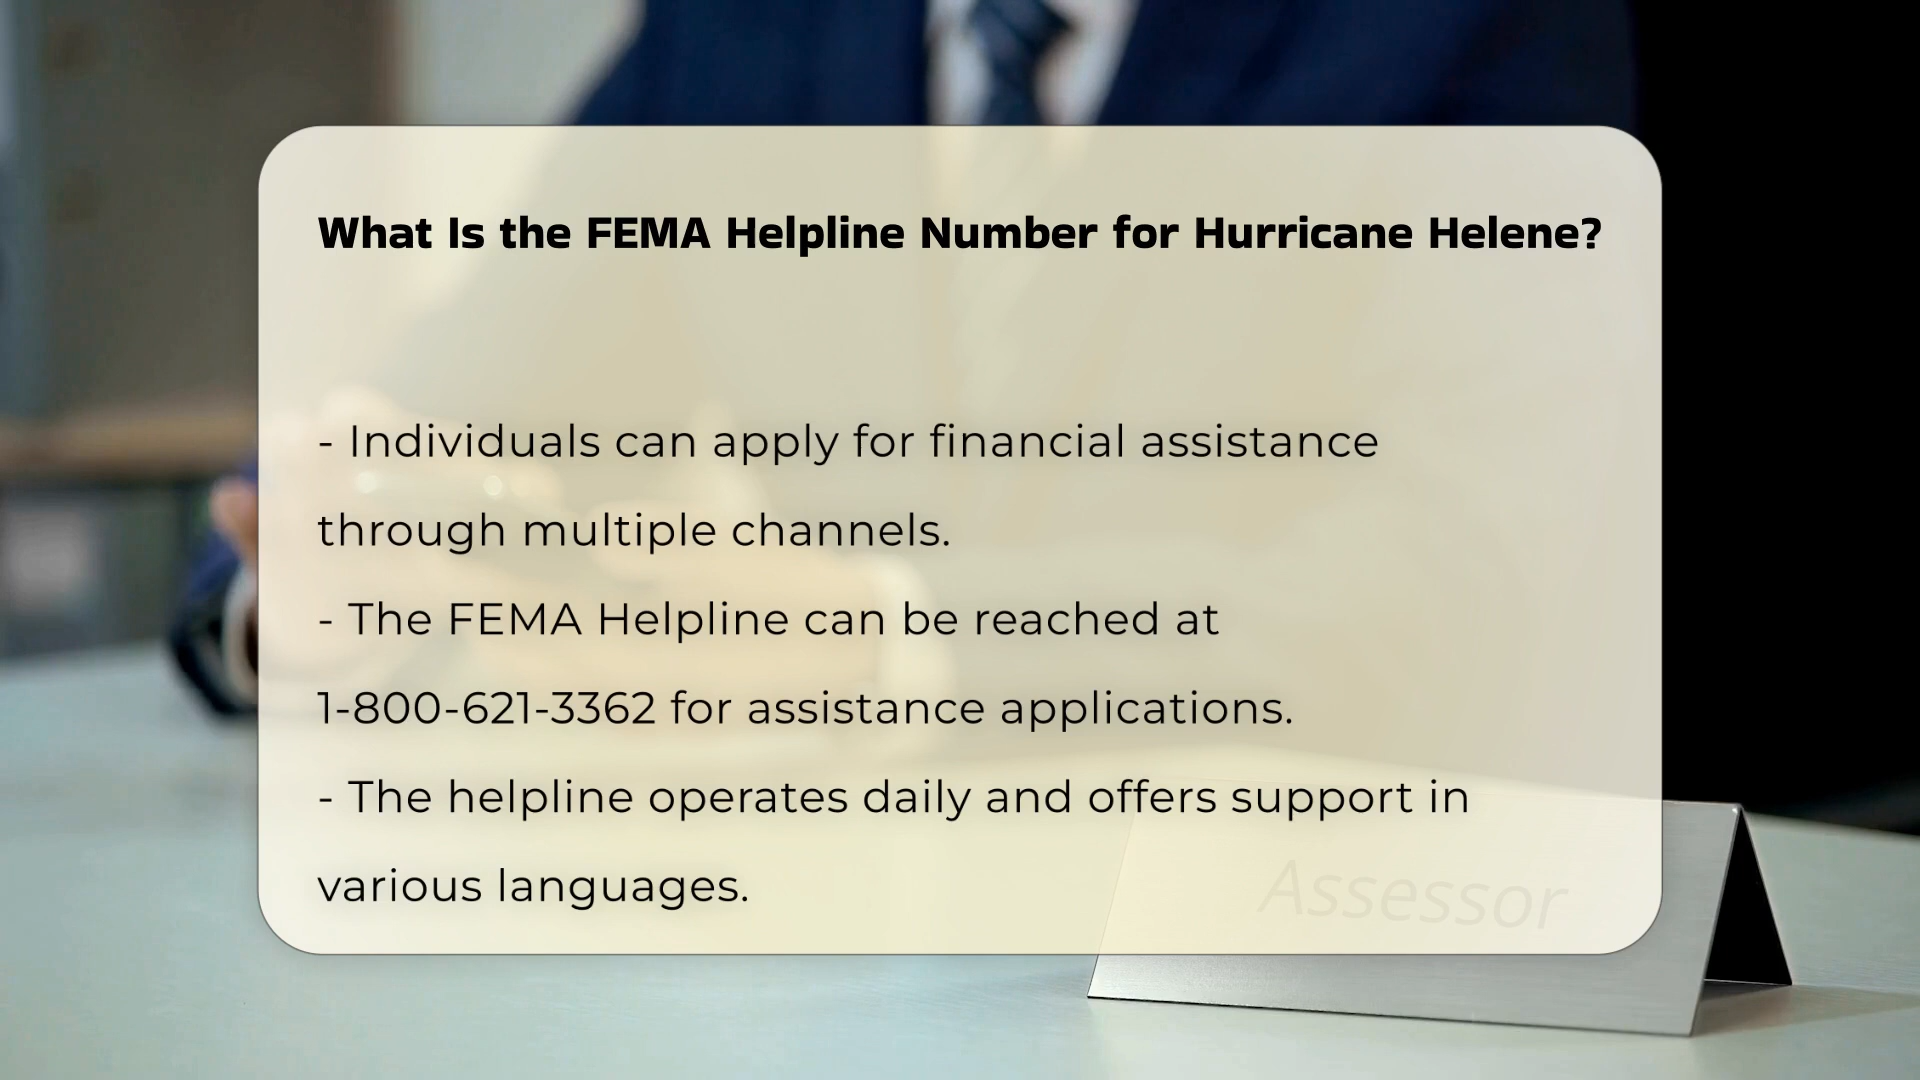 What Is the FEMA Helpline Number for Hurricane Helene?
- Individuals can apply for financial assistance
through multiple channels.
- The FEMA Helpline can be reached at
1-800-621-3362 for assistance applications.
- The helpline operates daily and offers support in
various languages.
Assessor